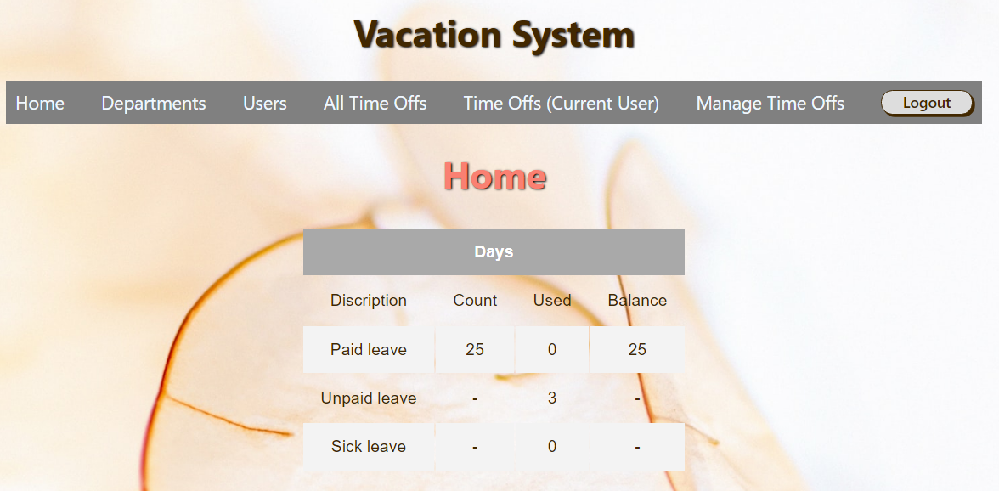 Vacation System
Home Departments Users All Time Offs Time Offs (Current User) Manage Time Offs Logout
Home
Days
Discription Count Used Balance
Paid leave 25 0 25
Unpaid leave - 3 -
Sick leave - 0 -